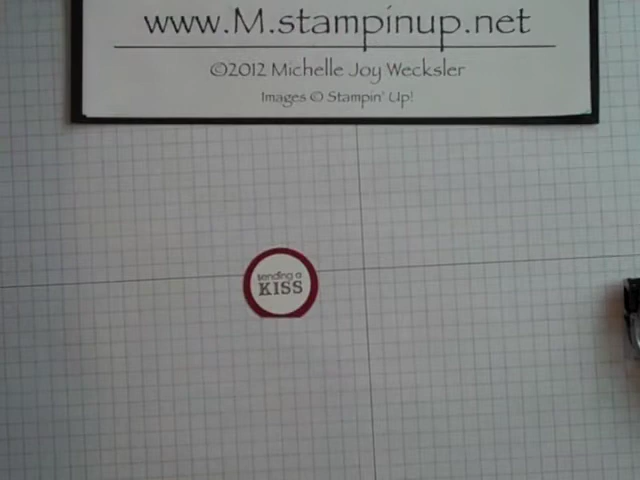 www.M.stampinup.net
©2012 Michelle Joy Wecksler
Images © Stampin' Up!
sending a
KISS